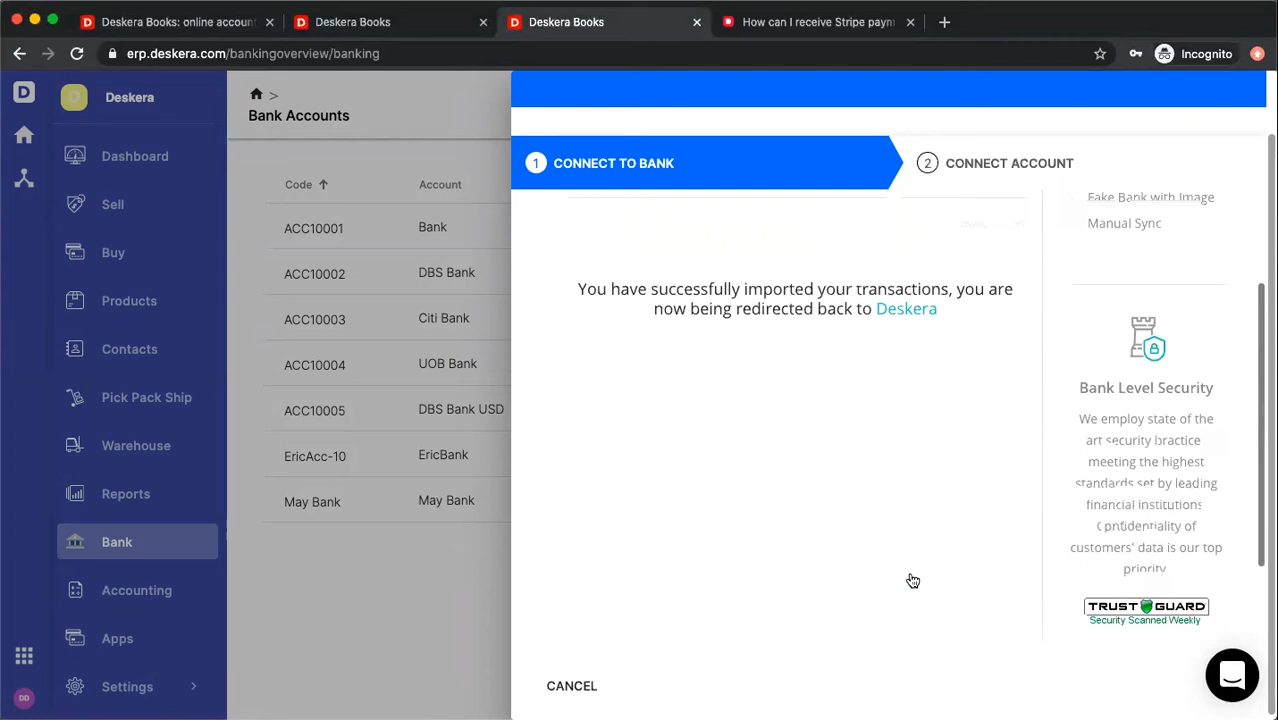 Deskera Books: online account
Deskera Books
Deskera Books
How can I receive Stripe paym
erp.deskera.com/bankingoverview/banking
Incognito
D
D
Deskera
Dashboard
Sell
Buy
Products
Contacts
Pick Pack Ship
Warehouse
Reports
Bank
Accounting
Apps
Settings
DD
>
Bank Accounts
Code
Account
ACC10001
Bank
ACC10002
DBS Bank
ACC10003
Citi Bank
ACC10004
UOB Bank
ACC10005
DBS Bank USD
EricAcc-10
EricBank
May Bank
May Bank
1 CONNECT TO BANK
2 CONNECT ACCOUNT
You have successfully imported your transactions, you are
now being redirected back to Deskera
CANCEL
Fake Bank with Image
Manual Sync
Bank Level Security
We employ state of the
art security practice
meeting the highest
standards set by leading
financial institutions
Confidentiality of
customers' data is our top
priority
TRUST GUARD
Security Scanned Weekly